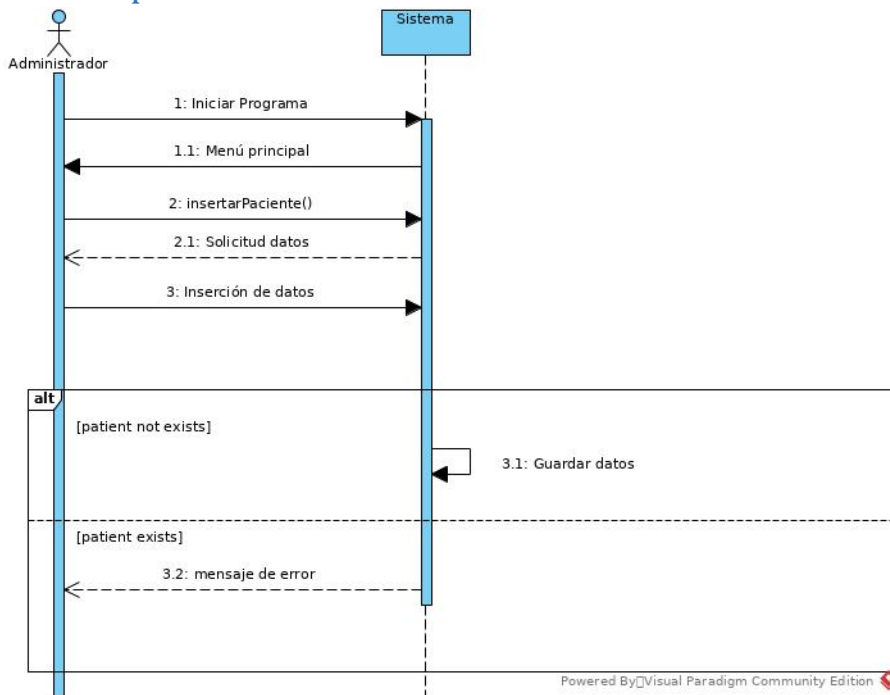 Sistema
Administrador
1: Iniciar Programa
1.1: Menú principal
2: insertarPaciente()
2.1: Solicitud datos
3: Inserción de datos
alt
[patient not exists]
3.1: Guardar datos
[patient exists]
3.2: mensaje de error
Powered By Visual Paradigm Community Edition